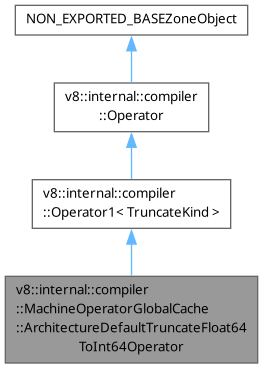 NON_EXPORTED_BASEZoneObject
v8::internal::compiler
::Operator
v8::internal::compiler
::Operator1< TruncateKind >
v8::internal::compiler
::MachineOperatorGlobalCache
::ArchitectureDefaultTruncateFloat64
ToInt64Operator